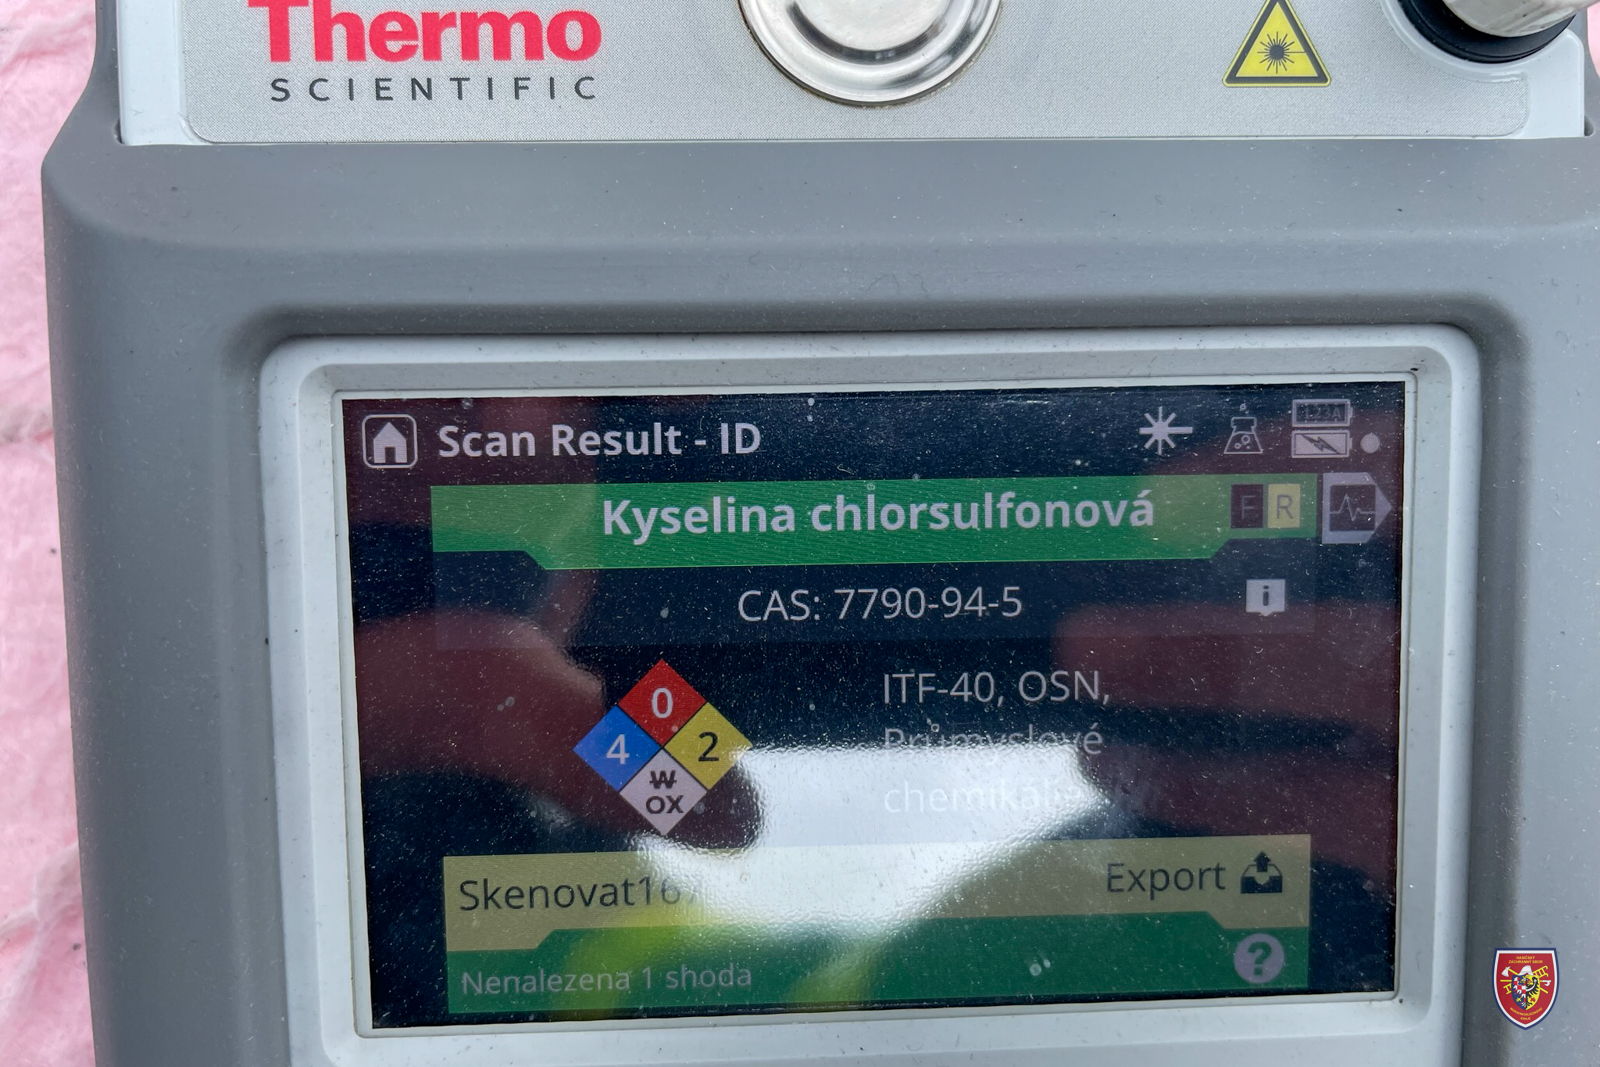 Thermo
SCIENTIFIC
Scan Result - ID
Kyselina chlorsulfonová
F R
CAS: 7790-94-5
i
0
4
2
W
OX
ITF-40, OSN,
Průmyslové
Export
Nenalezena 1 shoda
?